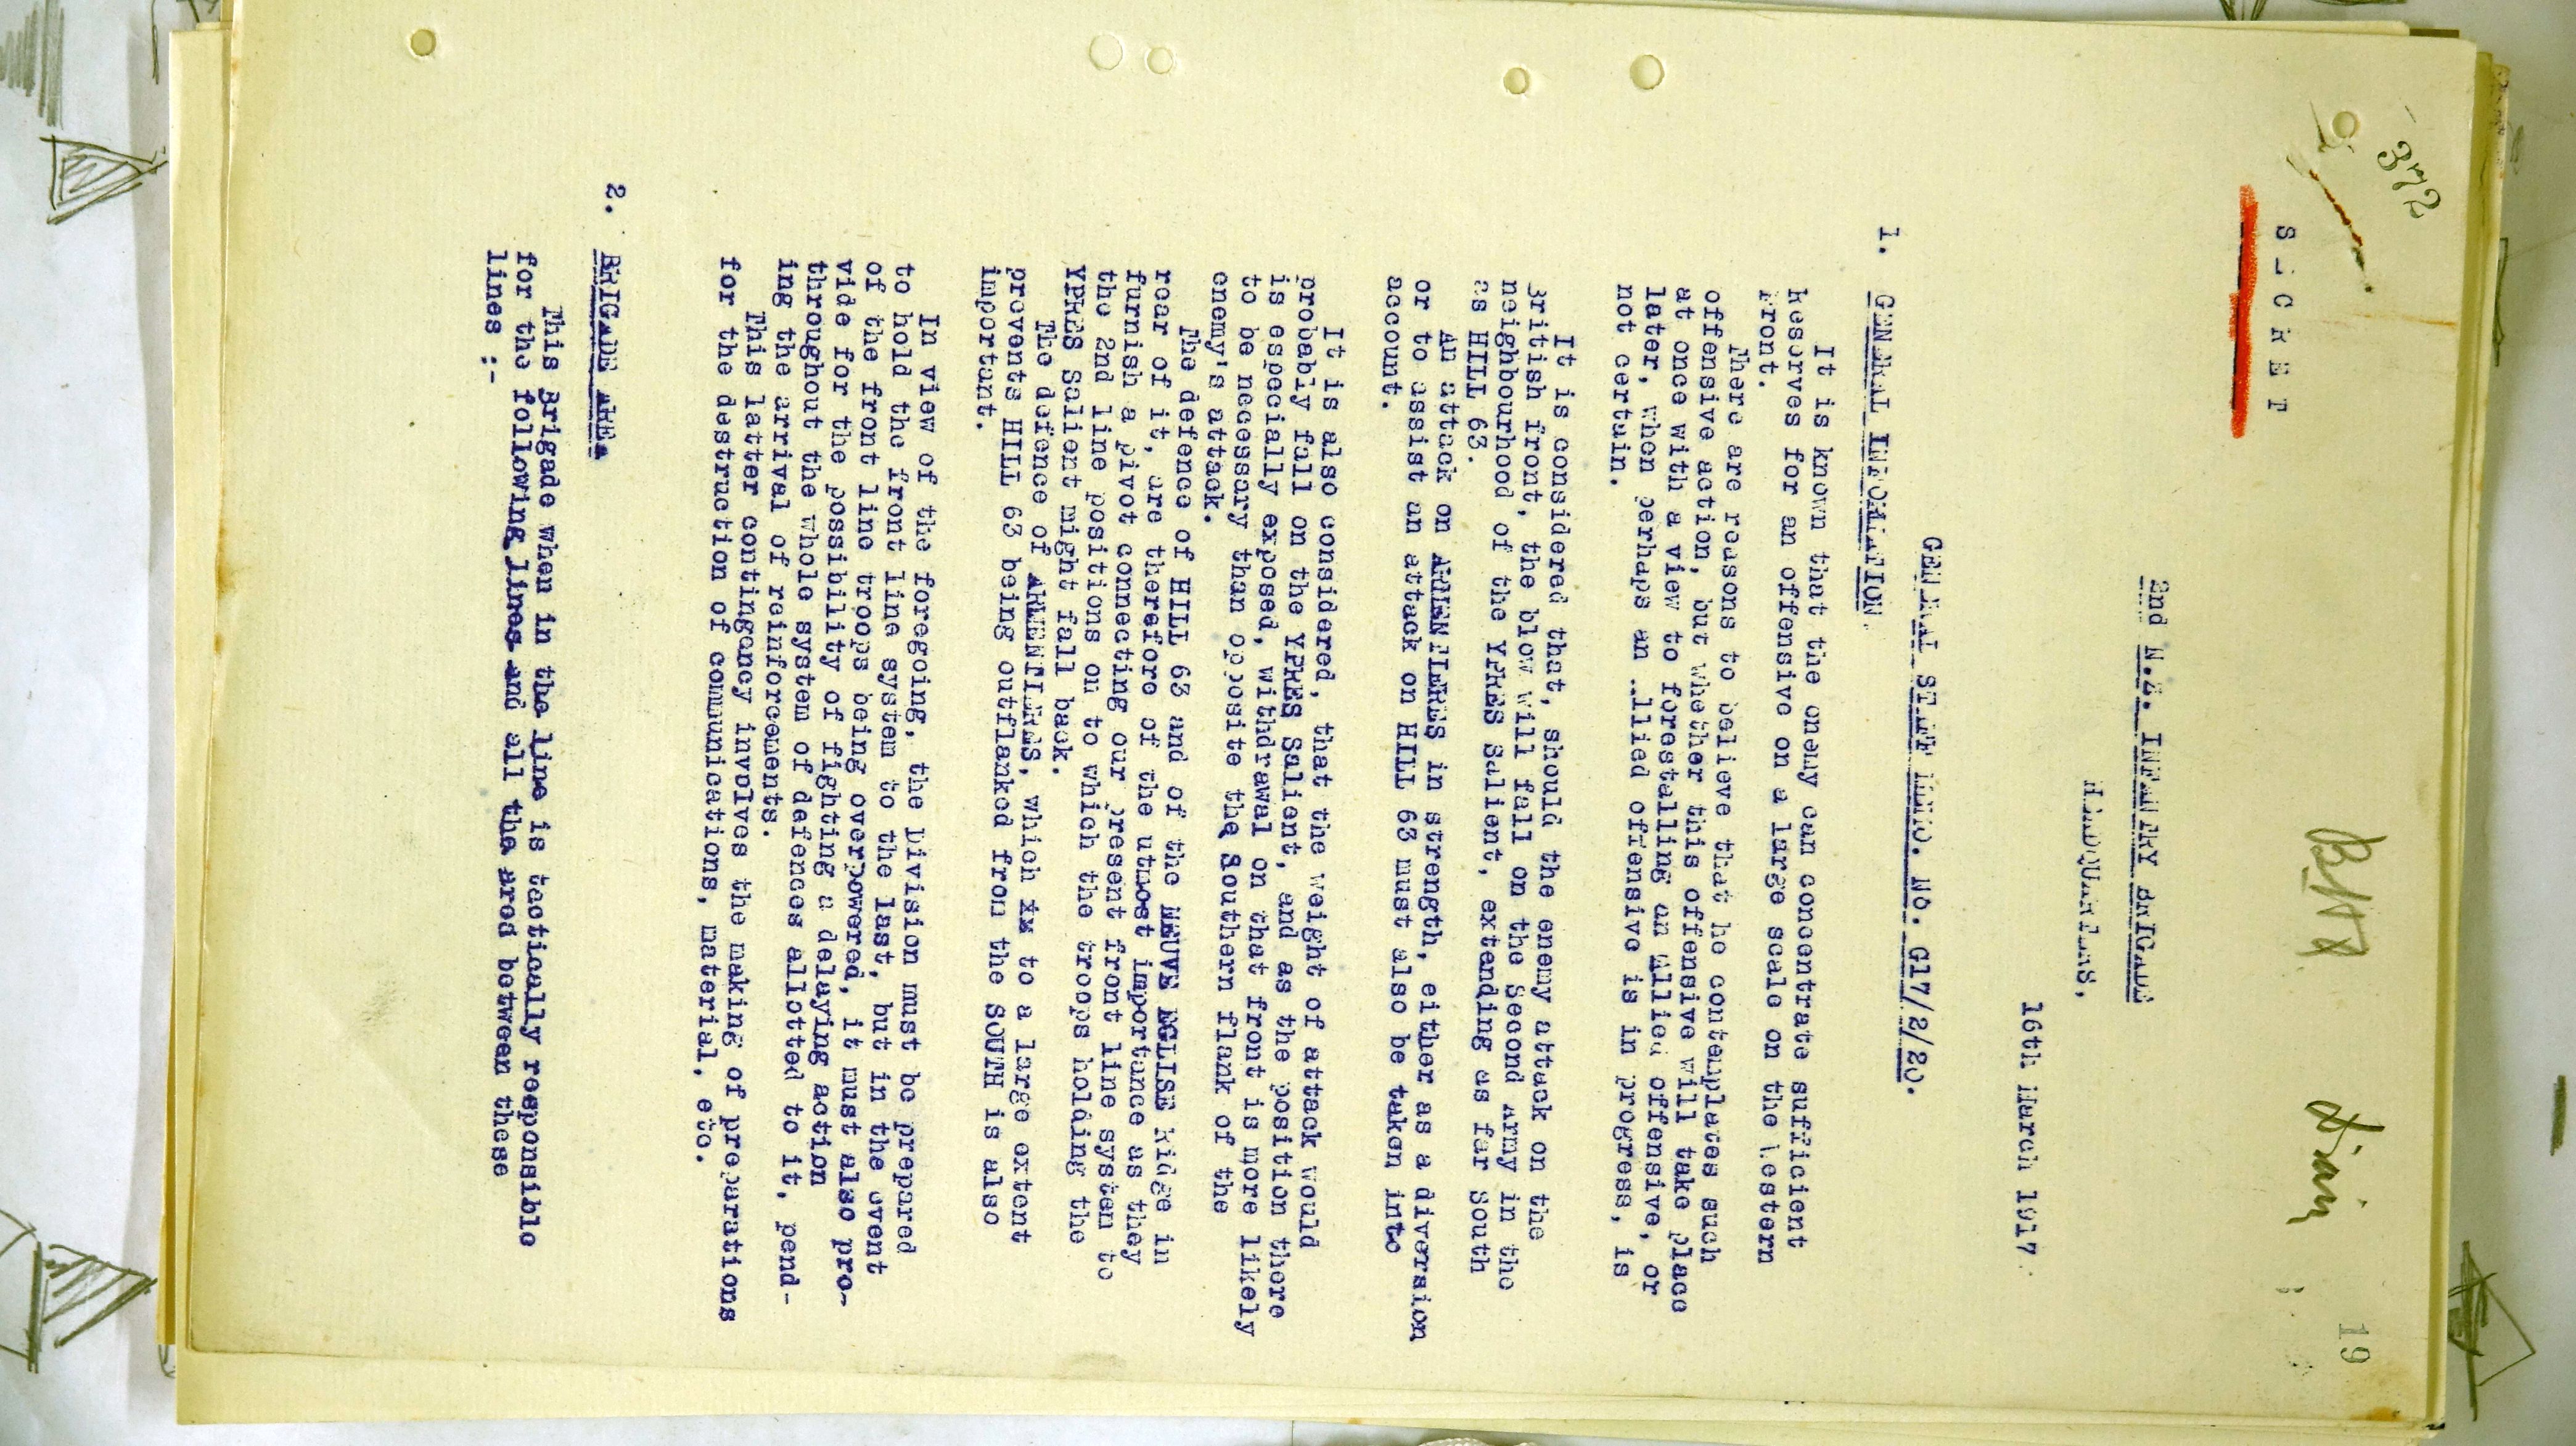 372
19
SECRET
2nd N.Z. INFANTRY BRIGADE
HEADQUARTERS,
16th March 1917.
GENERAL STAFF MEMO. NO. G17/2/20.
1. GENERAL INFORMATION.
It is known that the enemy can concentrate sufficient
Reserves for an offensive on a large scale on the Western
Front.
There are reasons to believe that he contemplates such
offensive action, but whether this offensive will take place
at once with a view to forestalling an Allied offensive, or
later, when perhaps an Allied offensive is in progress, is
not certain.
It is considered that, should the enemy attack on the
British front, the blow will fall on the Second Army in the
neighbourhood of the YPRES Salient, extending as far South
as HILL 63.
An attack on ARMENTIERES in strength, either as a diversion
or to assist an attack on HILL 63 must also be taken into
account.
It is also considered, that the weight of attack would
probably fall on the YPRES Salient, and as the position there
is especially exposed, withdrawal on that front is more likely
to be necessary than opposite the Southern flank of the
enemy's attack.
The defence of HILL 63 and of the NEUVE EGLISE Ridge in
rear of it, are therefore of the utmost importance as they
furnish a pivot connecting our present front line system to
the 2nd line positions on to which the troops holding the
YPRES Salient might fall back.
The defence of ARMENTIERES, which to a large extent
prevents HILL 63 being outflanked from the SOUTH is also
important.
In view of the foregoing, the Division must be prepared
to hold the front line system to the last, but in the event
of the front line troops being overpowered, it must also pro-
vide for the possibility of fighting a delaying action
throughout the whole system of defences allotted to it, pend-
ing the arrival of reinforcements.
This latter contingency involves the making of preparations
for the destruction of communications, material, etc.
2. BRIGADE AREA
This Brigade when in the line is tactically responsible
for the following lines and all the area between these
lines :-